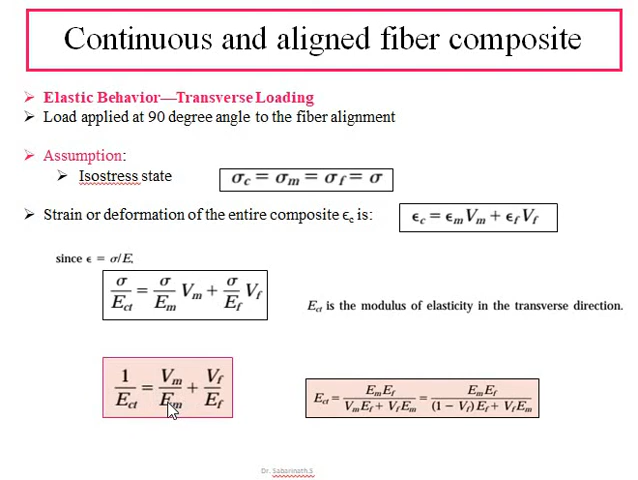 Continuous and aligned fiber composite
➢ Elastic Behavior—Transverse Loading
➢ Load applied at 90 degree angle to the fiber alignment
➢ Assumption:
➢ Isostress state
σc = σm = σf = σ
➢ Strain or deformation of the entire composite ϵc is:
ϵc = ϵmVm + ϵfVf
since ϵ = σ/E,
σ/Ect = σ/Em Vm + σ/Ef Vf
Ect is the modulus of elasticity in the transverse direction.
1/Ect = Vm/Em + Vf/Ef
Ect = EmEf/(VmEf + VfEm) = EmEf/((1 − Vf)Ef + VfEm)
Dr. Sabarinath.S